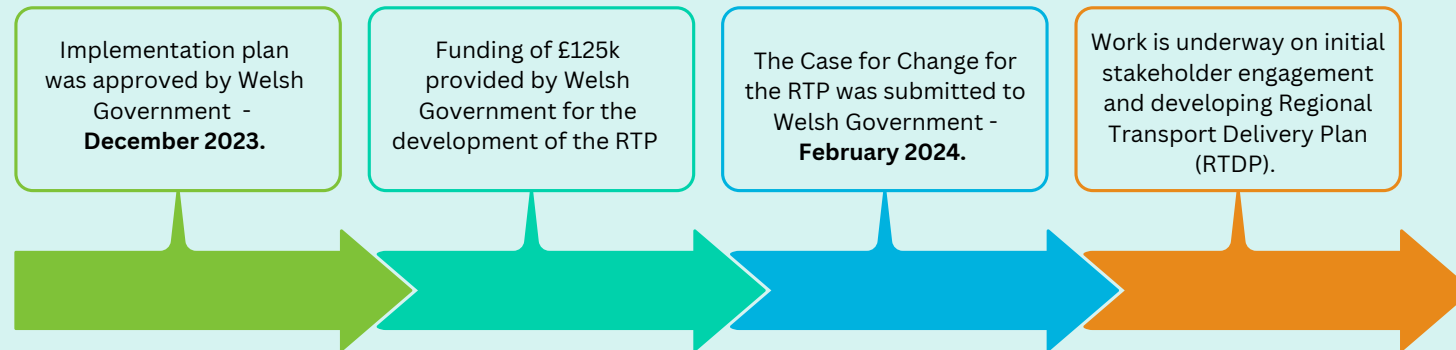 Implementation plan
was approved by Welsh
Government -
December 2023.
Funding of £125k
provided by Welsh
Government for the
development of the RTP
The Case for Change for
the RTP was submitted to
Welsh Government -
February 2024.
Work is underway on initial
stakeholder engagement
and developing Regional
Transport Delivery Plan
(RTDP).